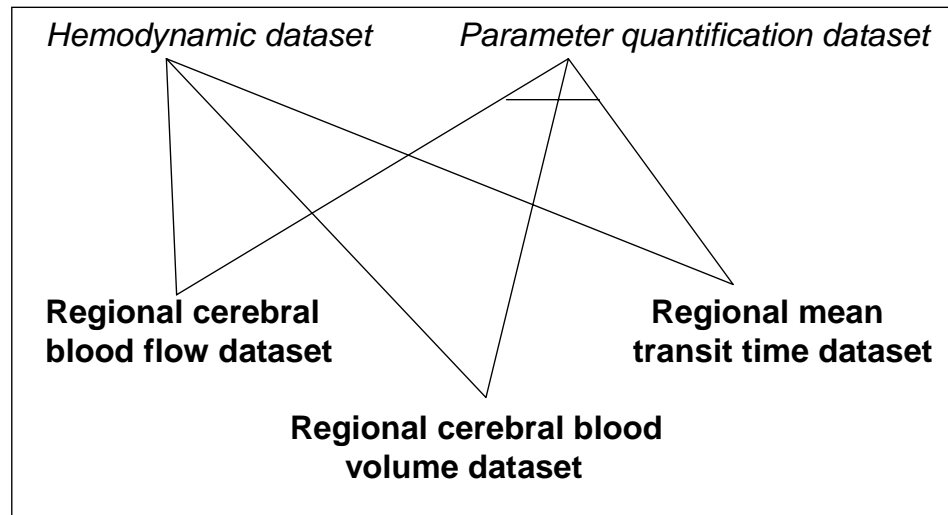 Hemodynamic dataset
Parameter quantification dataset
Regional cerebral
blood flow dataset
Regional mean
transit time dataset
Regional cerebral blood
volume dataset